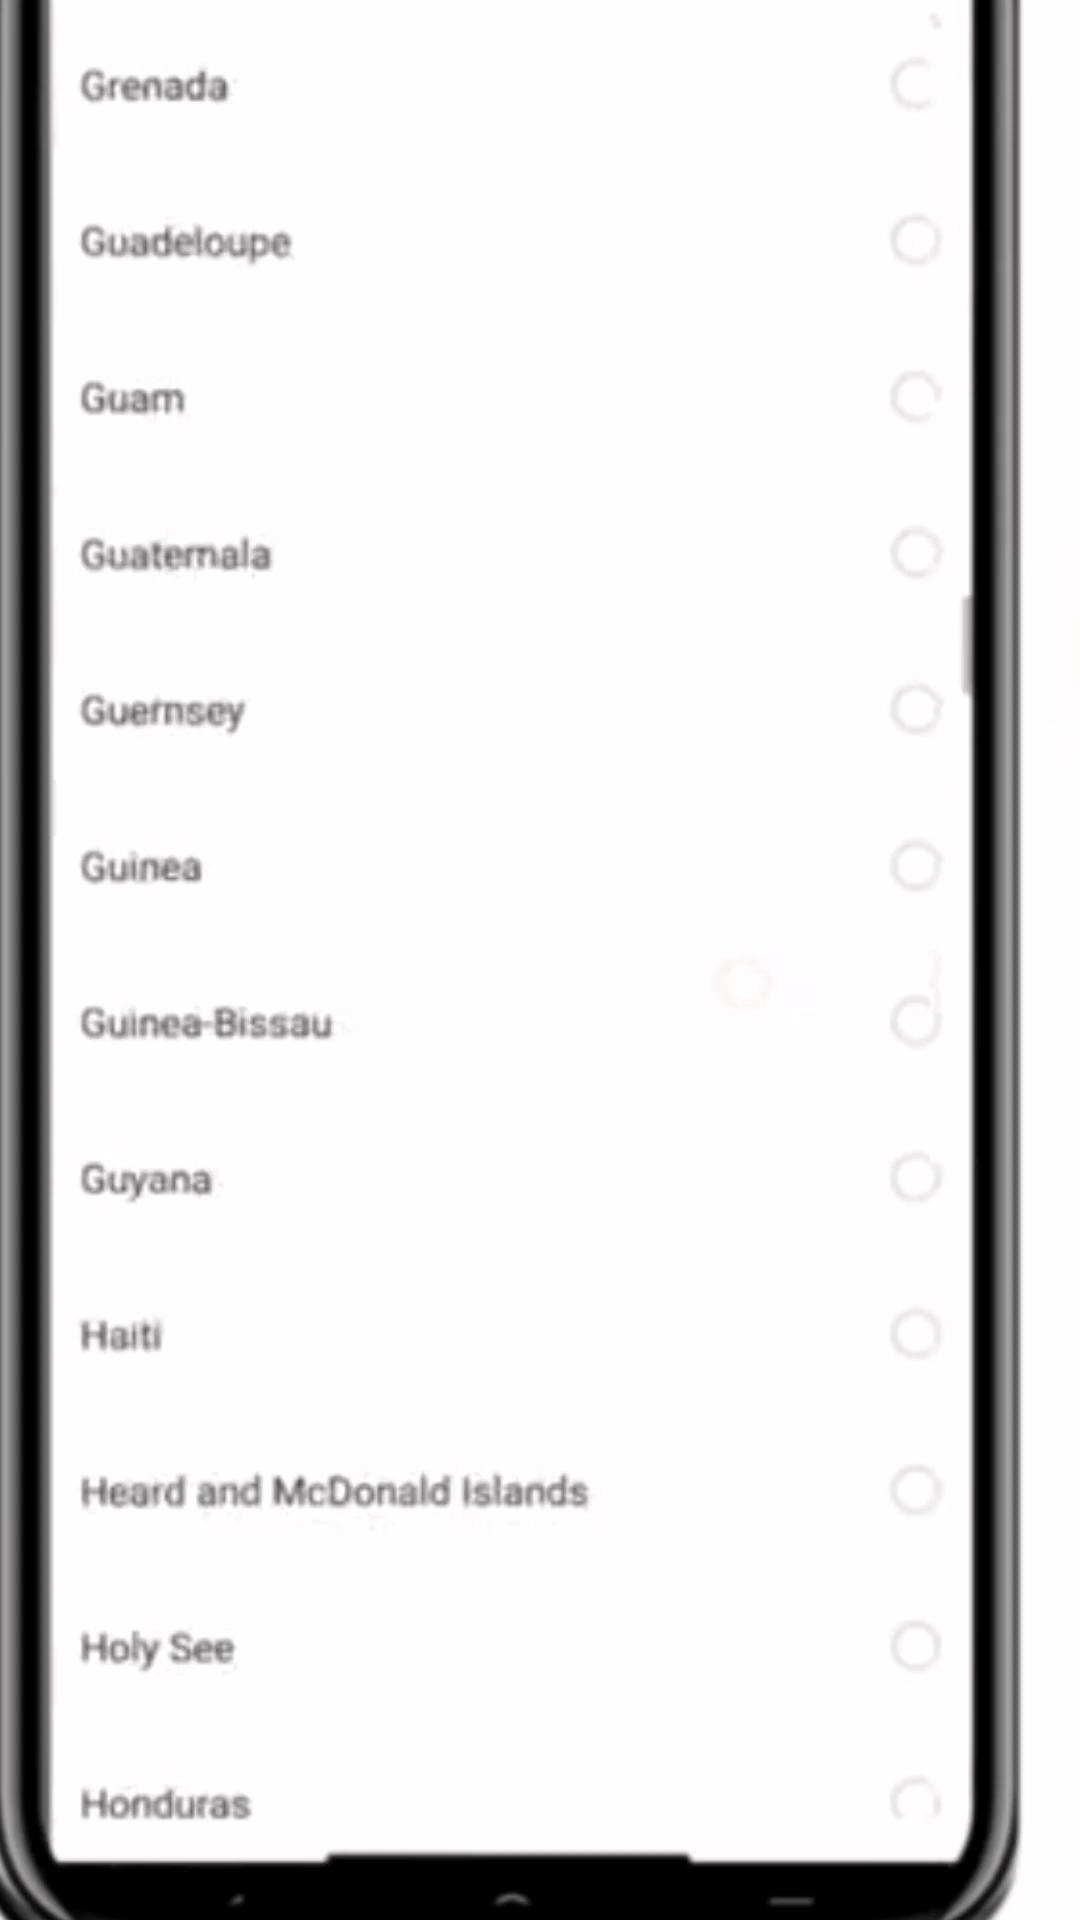 Grenada
Guadeloupe
Guam
Guatemala
Guernsey
Guinea
Guinea-Bissau
Guyana
Haiti
Heard and McDonald Islands
Holy See
Honduras